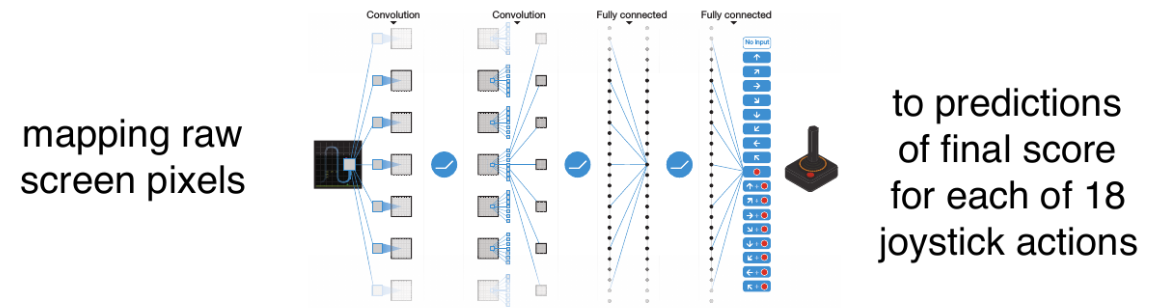 Convolution
Convolution
Fully connected
Fully connected
No input
mapping raw
screen pixels
to predictions
of final score
for each of 18
joystick actions